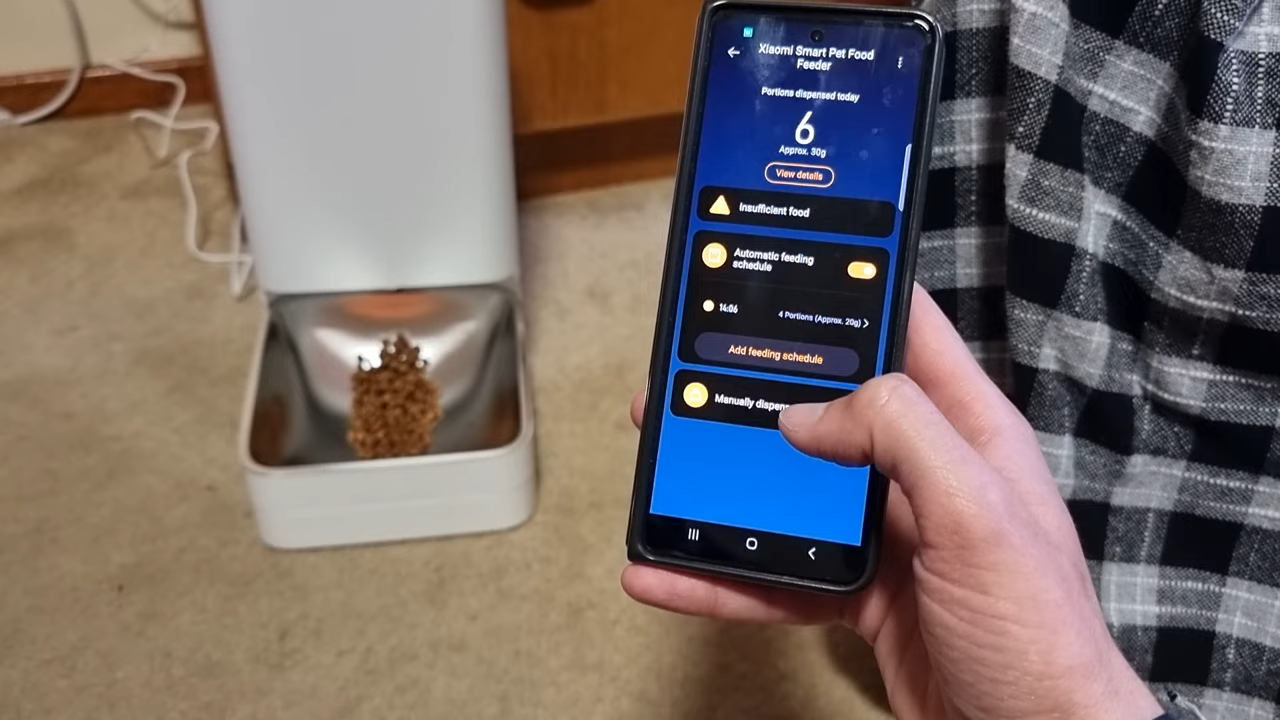 Xiaomi Smart Pet Food
Feeder
Portions dispensed today
6
Approx. 30g
View details
Insufficient food
Automatic feeding
schedule
14:06
4 Portions (Approx. 20g)
Add feeding schedule
Manually dispens